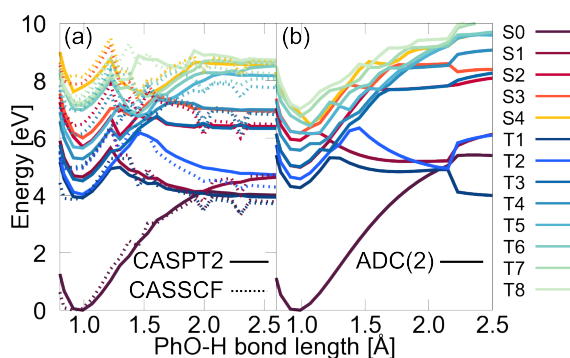 (a)
(b)
Energy [eV]
10
8
6
4
2
0
CASPT2
CASSCF
ADC(2)
1.0
1.5
2.0
2.5
1.0
1.5
2.0
2.5
PhO-H bond length [Å]
S0
S1
S2
S3
S4
T1
T2
T3
T4
T5
T6
T7
T8